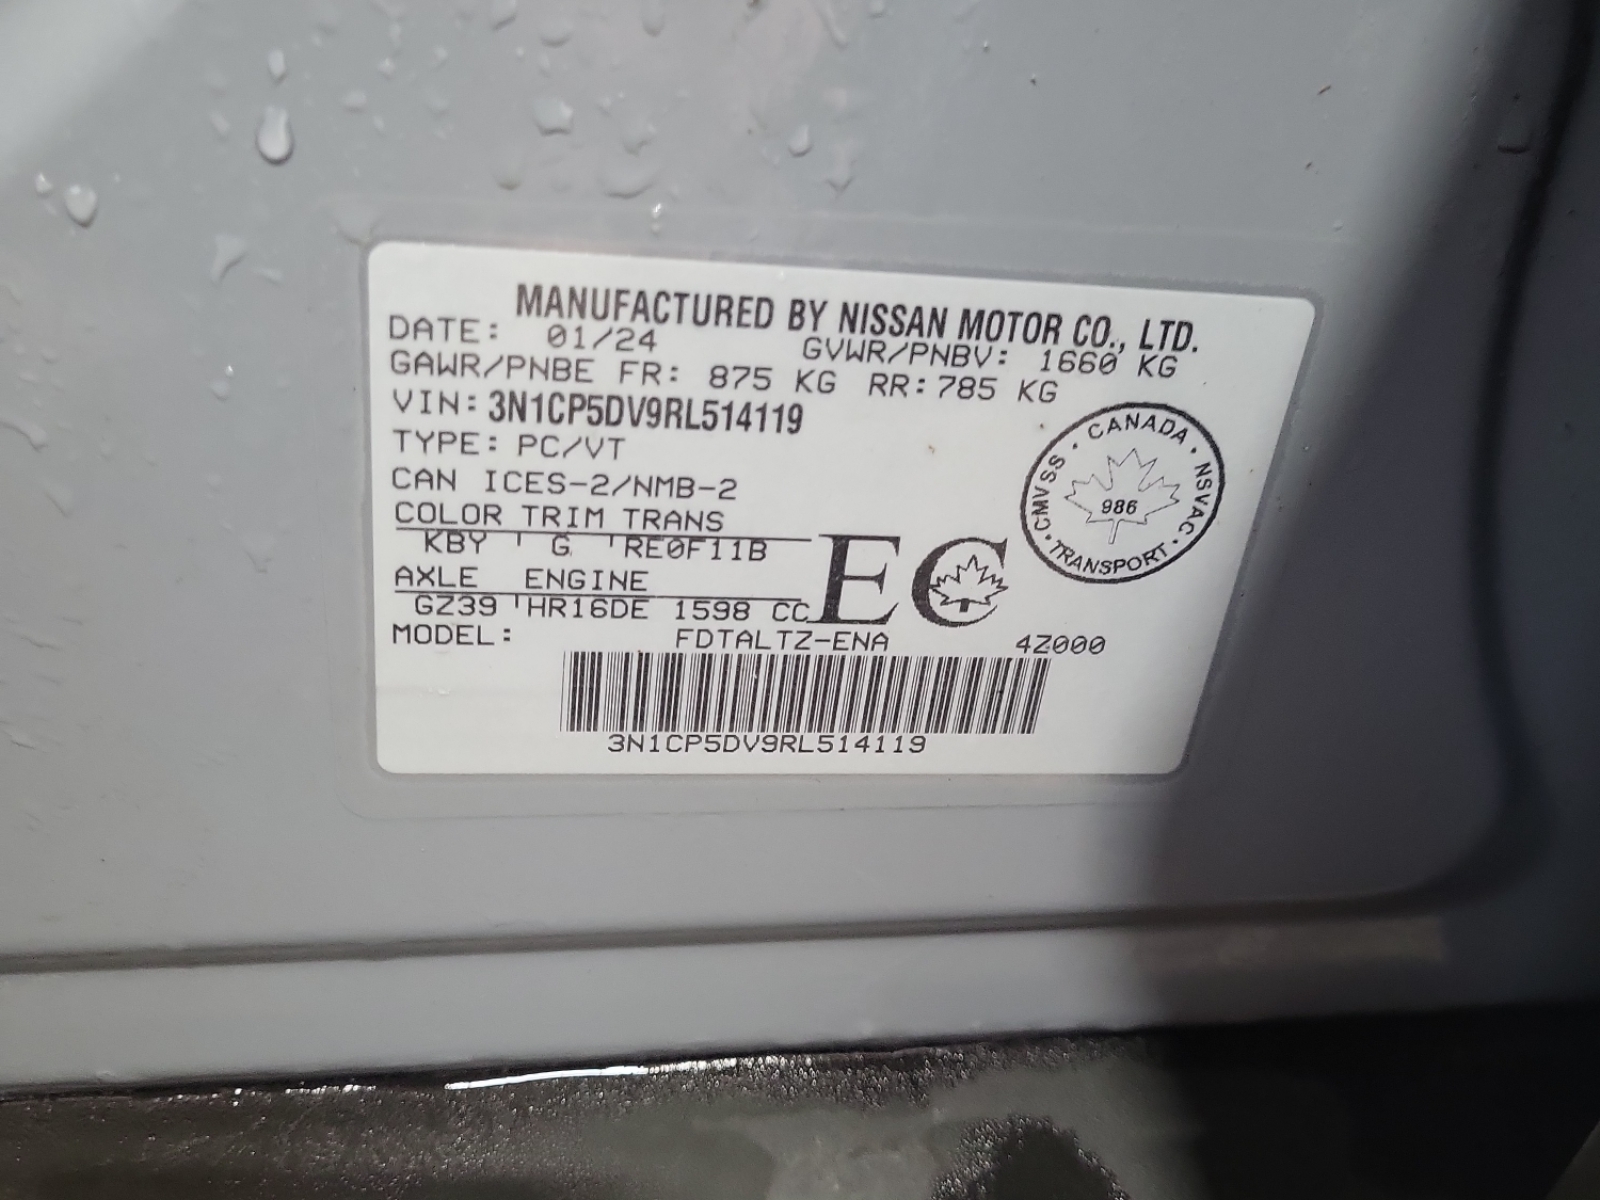 MANUFACTURED BY NISSAN MOTOR CO., LTD.
DATE: 01/24 GVWR/PNBV: 1660 KG
GAWR/PNBE FR: 875 KG RR: 785 KG
VIN: 3N1CP5DV9RL514119
TYPE: PC/VT
CAN ICES-2/NMB-2
COLOR TRIM TRANS
KBY G RE0F11B
AXLE ENGINE
GZ39 HR16DE 1598 CC
EC
CANADA · NSVAC · TRANSPORT · CMVSS ·
986
MODEL: FDTALTZ-ENA 4Z000
3N1CP5DV9RL514119